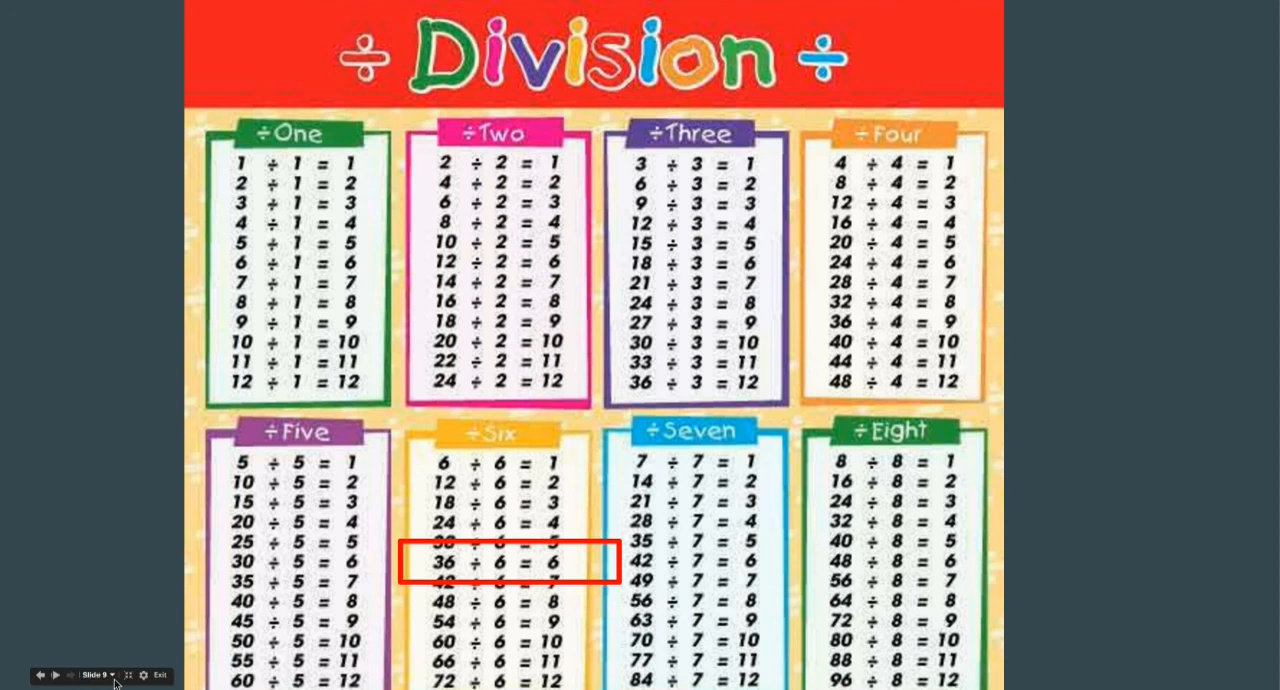 ÷ Division ÷
÷One
1 ÷ 1 = 1
2 ÷ 1 = 2
3 ÷ 1 = 3
4 ÷ 1 = 4
5 ÷ 1 = 5
6 ÷ 1 = 6
7 ÷ 1 = 7
8 ÷ 1 = 8
9 ÷ 1 = 9
10 ÷ 1 = 10
11 ÷ 1 = 11
12 ÷ 1 = 12
÷Two
2 ÷ 2 = 1
4 ÷ 2 = 2
6 ÷ 2 = 3
8 ÷ 2 = 4
10 ÷ 2 = 5
12 ÷ 2 = 6
14 ÷ 2 = 7
16 ÷ 2 = 8
18 ÷ 2 = 9
20 ÷ 2 = 10
22 ÷ 2 = 11
24 ÷ 2 = 12
÷Three
3 ÷ 3 = 1
6 ÷ 3 = 2
9 ÷ 3 = 3
12 ÷ 3 = 4
15 ÷ 3 = 5
18 ÷ 3 = 6
21 ÷ 3 = 7
24 ÷ 3 = 8
27 ÷ 3 = 9
30 ÷ 3 = 10
33 ÷ 3 = 11
36 ÷ 3 = 12
÷Four
4 ÷ 4 = 1
8 ÷ 4 = 2
12 ÷ 4 = 3
16 ÷ 4 = 4
20 ÷ 4 = 5
24 ÷ 4 = 6
28 ÷ 4 = 7
32 ÷ 4 = 8
36 ÷ 4 = 9
40 ÷ 4 = 10
44 ÷ 4 = 11
48 ÷ 4 = 12
÷Five
5 ÷ 5 = 1
10 ÷ 5 = 2
15 ÷ 5 = 3
20 ÷ 5 = 4
25 ÷ 5 = 5
30 ÷ 5 = 6
35 ÷ 5 = 7
40 ÷ 5 = 8
45 ÷ 5 = 9
50 ÷ 5 = 10
55 ÷ 5 = 11
60 ÷ 5 = 12
÷Six
6 ÷ 6 = 1
12 ÷ 6 = 2
18 ÷ 6 = 3
24 ÷ 6 = 4
30 ÷ 6 = 5
36 ÷ 6 = 6
42 ÷ 6 = 7
48 ÷ 6 = 8
54 ÷ 6 = 9
60 ÷ 6 = 10
66 ÷ 6 = 11
72 ÷ 6 = 12
÷Seven
7 ÷ 7 = 1
14 ÷ 7 = 2
21 ÷ 7 = 3
28 ÷ 7 = 4
35 ÷ 7 = 5
42 ÷ 7 = 6
49 ÷ 7 = 7
56 ÷ 7 = 8
63 ÷ 7 = 9
70 ÷ 7 = 10
77 ÷ 7 = 11
84 ÷ 7 = 12
÷Eight
8 ÷ 8 = 1
16 ÷ 8 = 2
24 ÷ 8 = 3
32 ÷ 8 = 4
40 ÷ 8 = 5
48 ÷ 8 = 6
56 ÷ 8 = 7
64 ÷ 8 = 8
72 ÷ 8 = 9
80 ÷ 8 = 10
88 ÷ 8 = 11
96 ÷ 8 = 12
Slide 9 Exit